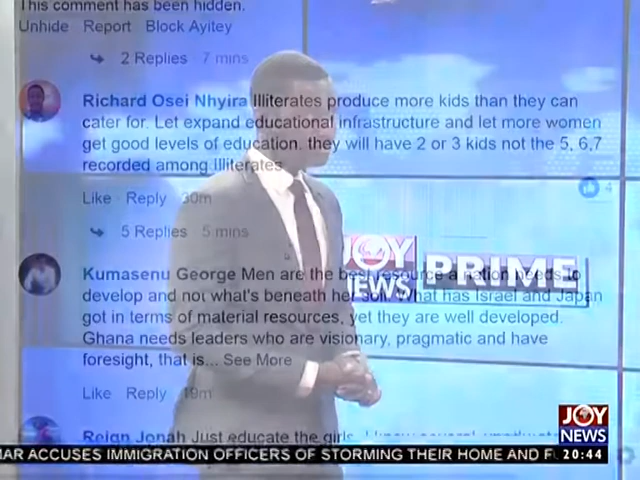 This comment has been hidden.
Unhide Report Block Ayitey
2 Replies 7 mins
Richard Osei Nhyira Illiterates produce more kids than they can
cater for. Let expand educational infrastructure and let more women
get good levels of education. they will have 2 or 3 kids not the 5, 6,7
recorded among Illiterates
Like Reply 30m
4
5 Replies 5 mins
JOY
NEWS
PRIME
Kumasenu George Men are the best resource a nation needs to
develop and not what's beneath her soil. What has Israel and Japan
got in terms of material resources, yet they are well developed.
Ghana needs leaders who are visionary, pragmatic and have
foresight, that is... See More
Like Reply 19m
Reign Jonah Just educate the girls.
JOY
NEWS
MAR ACCUSES IMMIGRATION OFFICERS OF STORMING THEIR HOME AND F
20:44